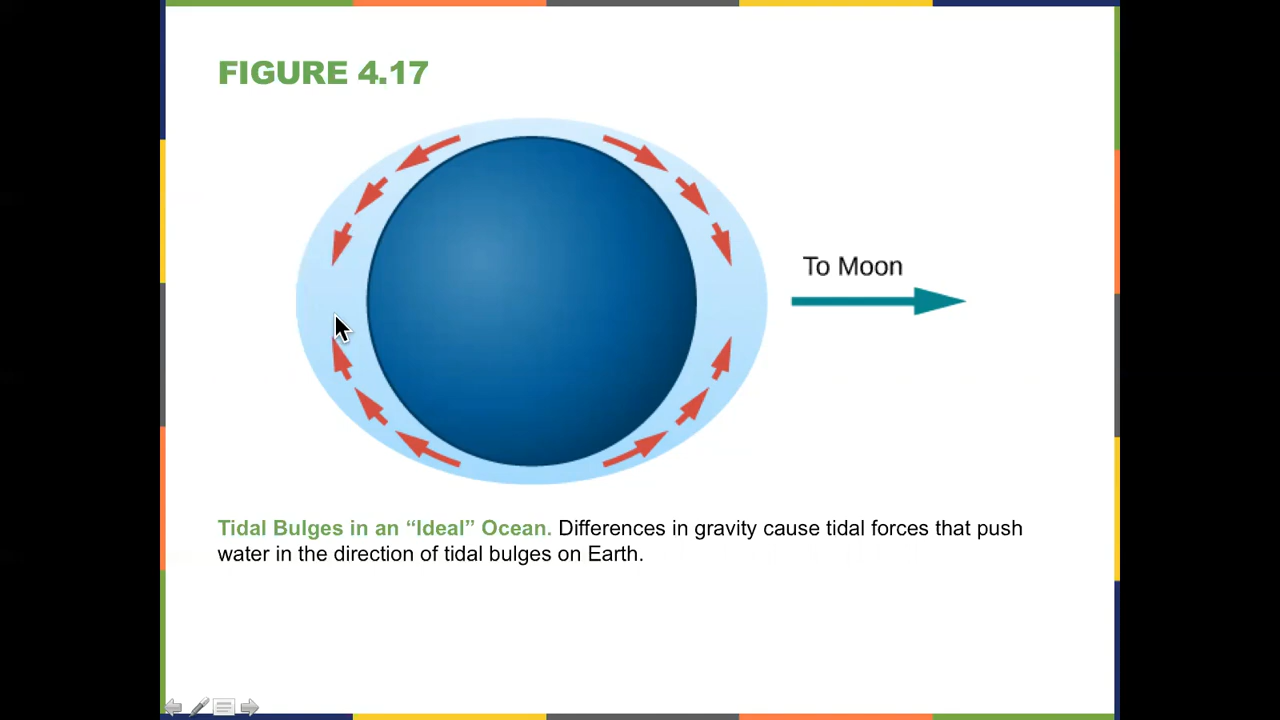 FIGURE 4.17
To Moon
Tidal Bulges in an “Ideal” Ocean. Differences in gravity cause tidal forces that push
water in the direction of tidal bulges on Earth.